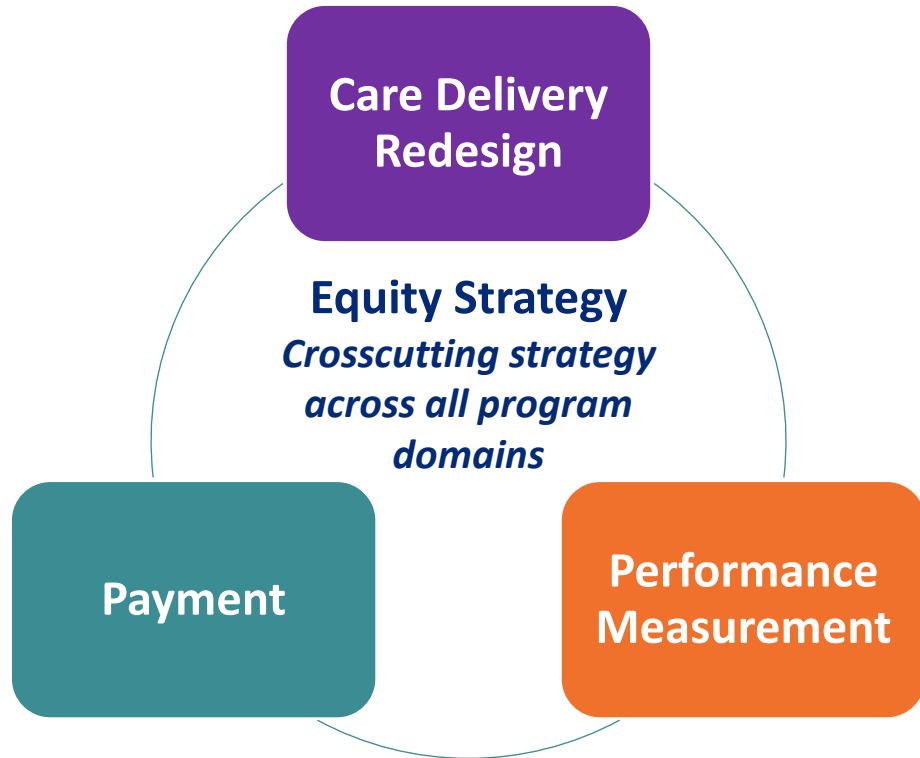 Care Delivery
Redesign
Equity Strategy
Crosscutting strategy
across all program
domains
Payment
Performance
Measurement